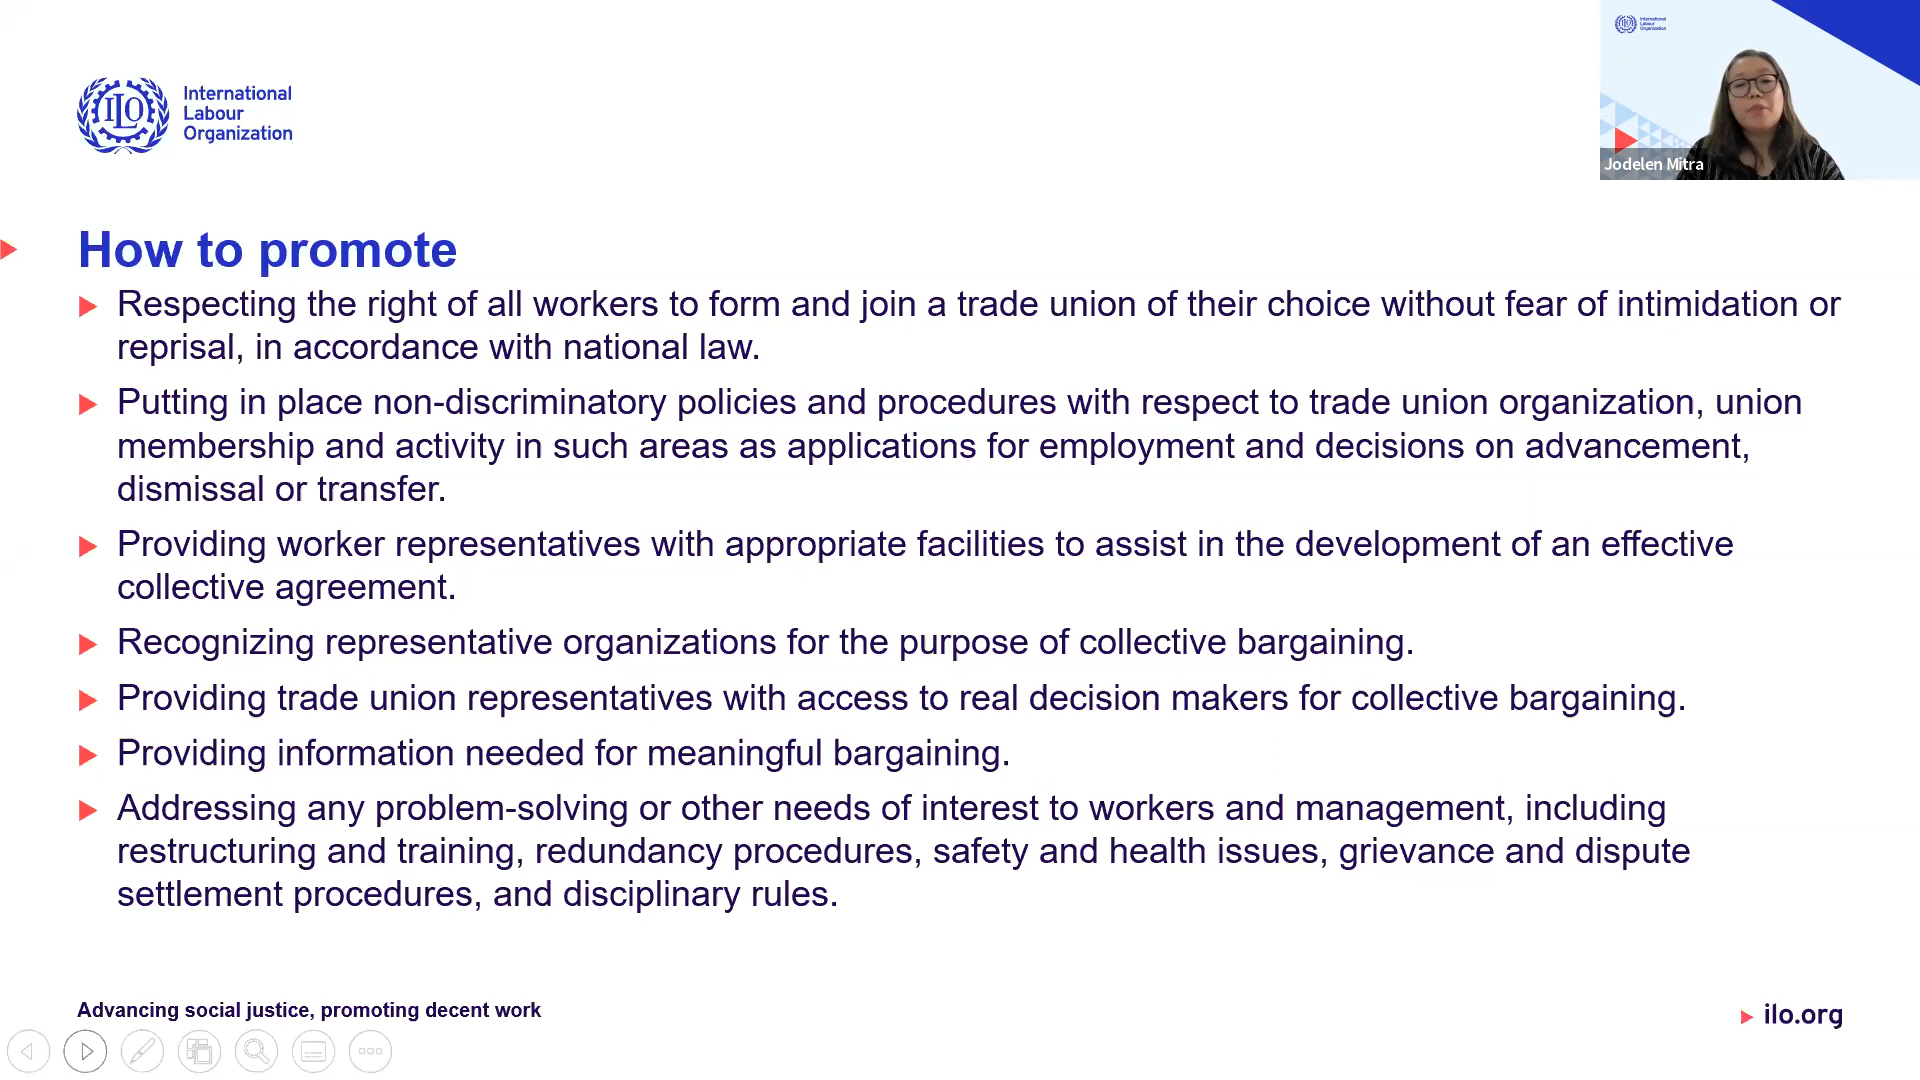 International
Labour
Organization
ILO
International
Labour
Organization
Jodelen Mitra
How to promote
Respecting the right of all workers to form and join a trade union of their choice without fear of intimidation or
reprisal, in accordance with national law.
Putting in place non-discriminatory policies and procedures with respect to trade union organization, union
membership and activity in such areas as applications for employment and decisions on advancement,
dismissal or transfer.
Providing worker representatives with appropriate facilities to assist in the development of an effective
collective agreement.
Recognizing representative organizations for the purpose of collective bargaining.
Providing trade union representatives with access to real decision makers for collective bargaining.
Providing information needed for meaningful bargaining.
Addressing any problem-solving or other needs of interest to workers and management, including
restructuring and training, redundancy procedures, safety and health issues, grievance and dispute
settlement procedures, and disciplinary rules.
Advancing social justice, promoting decent work
ilo.org